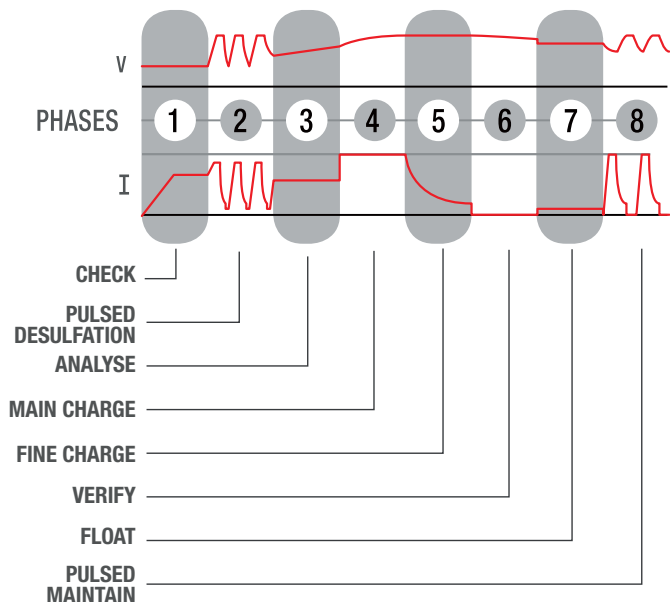 V
PHASES 1 2 3 4 5 6 7 8
I
CHECK
PULSED
DESULFATION
ANALYSE
MAIN CHARGE
FINE CHARGE
VERIFY
FLOAT
PULSED
MAINTAIN